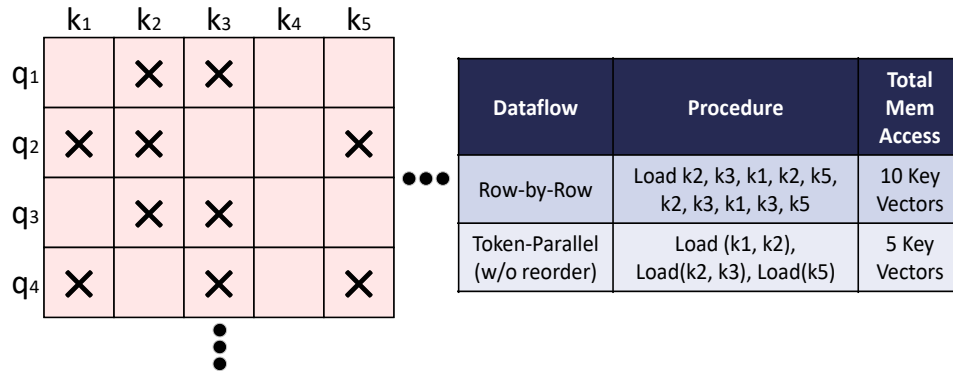 k1 k2 k3 k4 k5
q1
q2
q3
q4
Dataflow Procedure Total Mem Access
Row-by-Row Load k2, k3, k1, k2, k5, k2, k3, k1, k3, k5 10 Key Vectors
Token-Parallel (w/o reorder) Load (k1, k2), Load(k2, k3), Load(k5) 5 Key Vectors